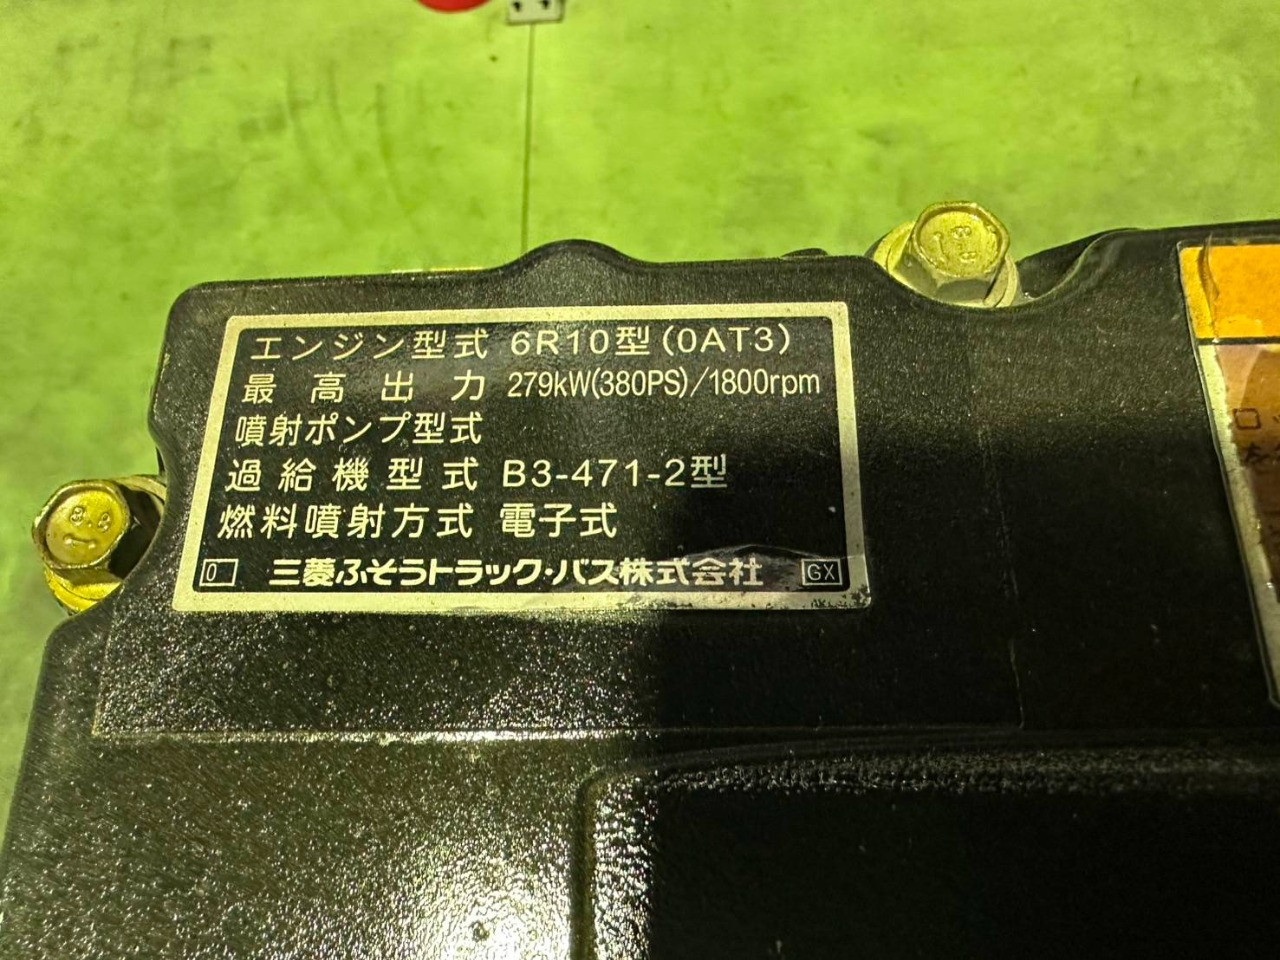 エンジン型式 6R10型(0AT3)
最高出力 279kW(380PS)/1800rpm
噴射ポンプ型式
過給機型式 B3-471-2型
燃料噴射方式 電子式
0 三菱ふそうトラック・バス株式会社 GX
8.8